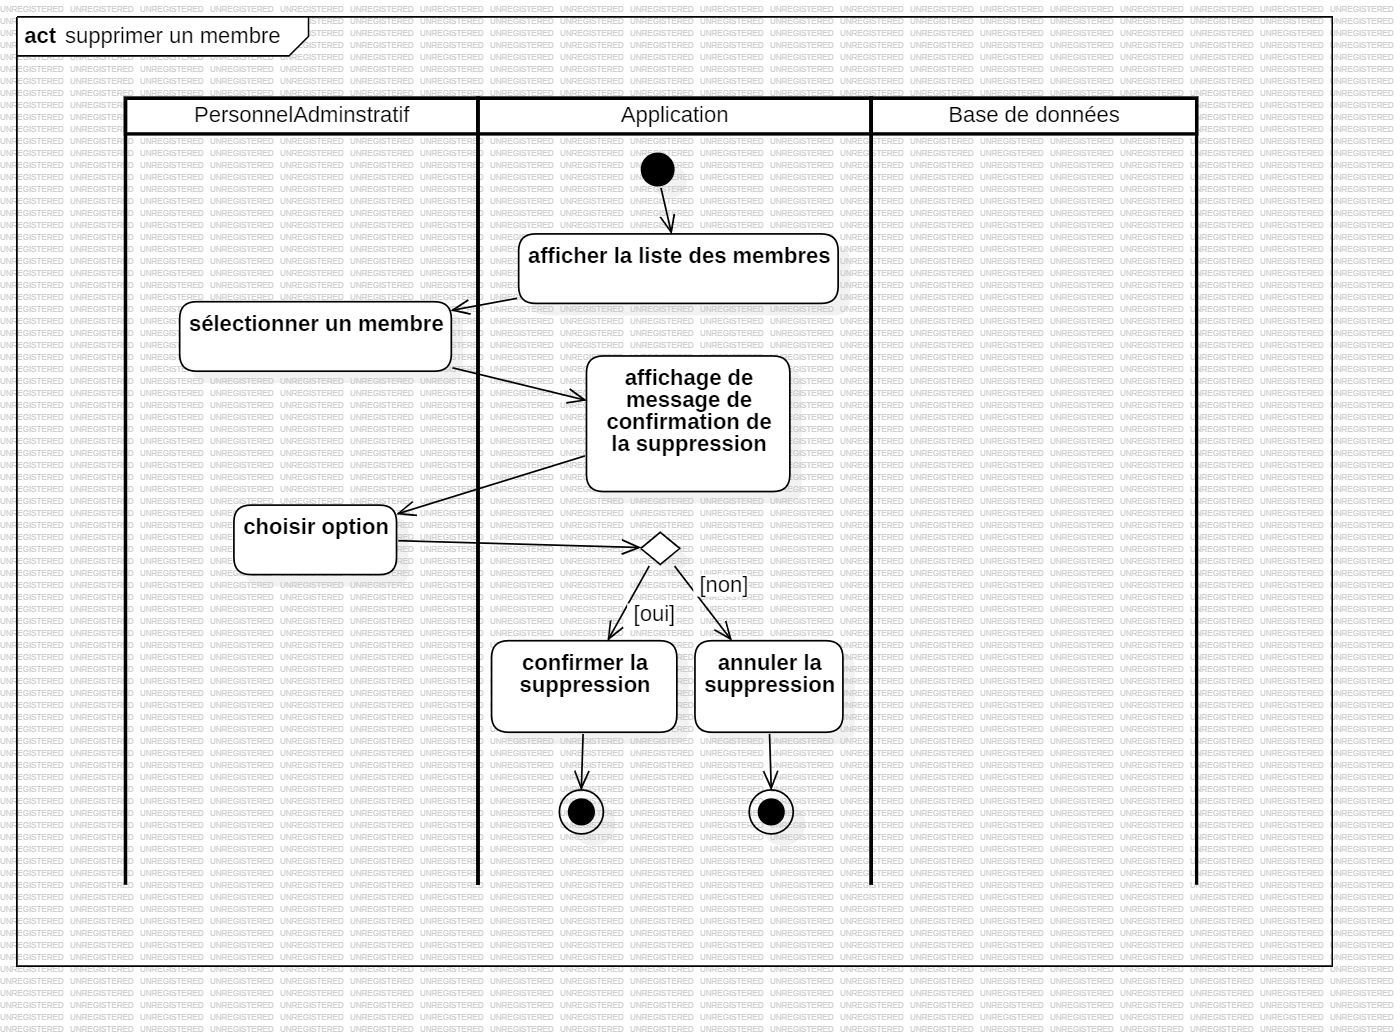 act supprimer un membre
PersonnelAdminstratif
Application
Base de données
afficher la liste des membres
sélectionner un membre
affichage de
message de
confirmation de
la suppression
choisir option
[non]
[oui]
confirmer la
suppression
annuler la
suppression
UNREGISTERED